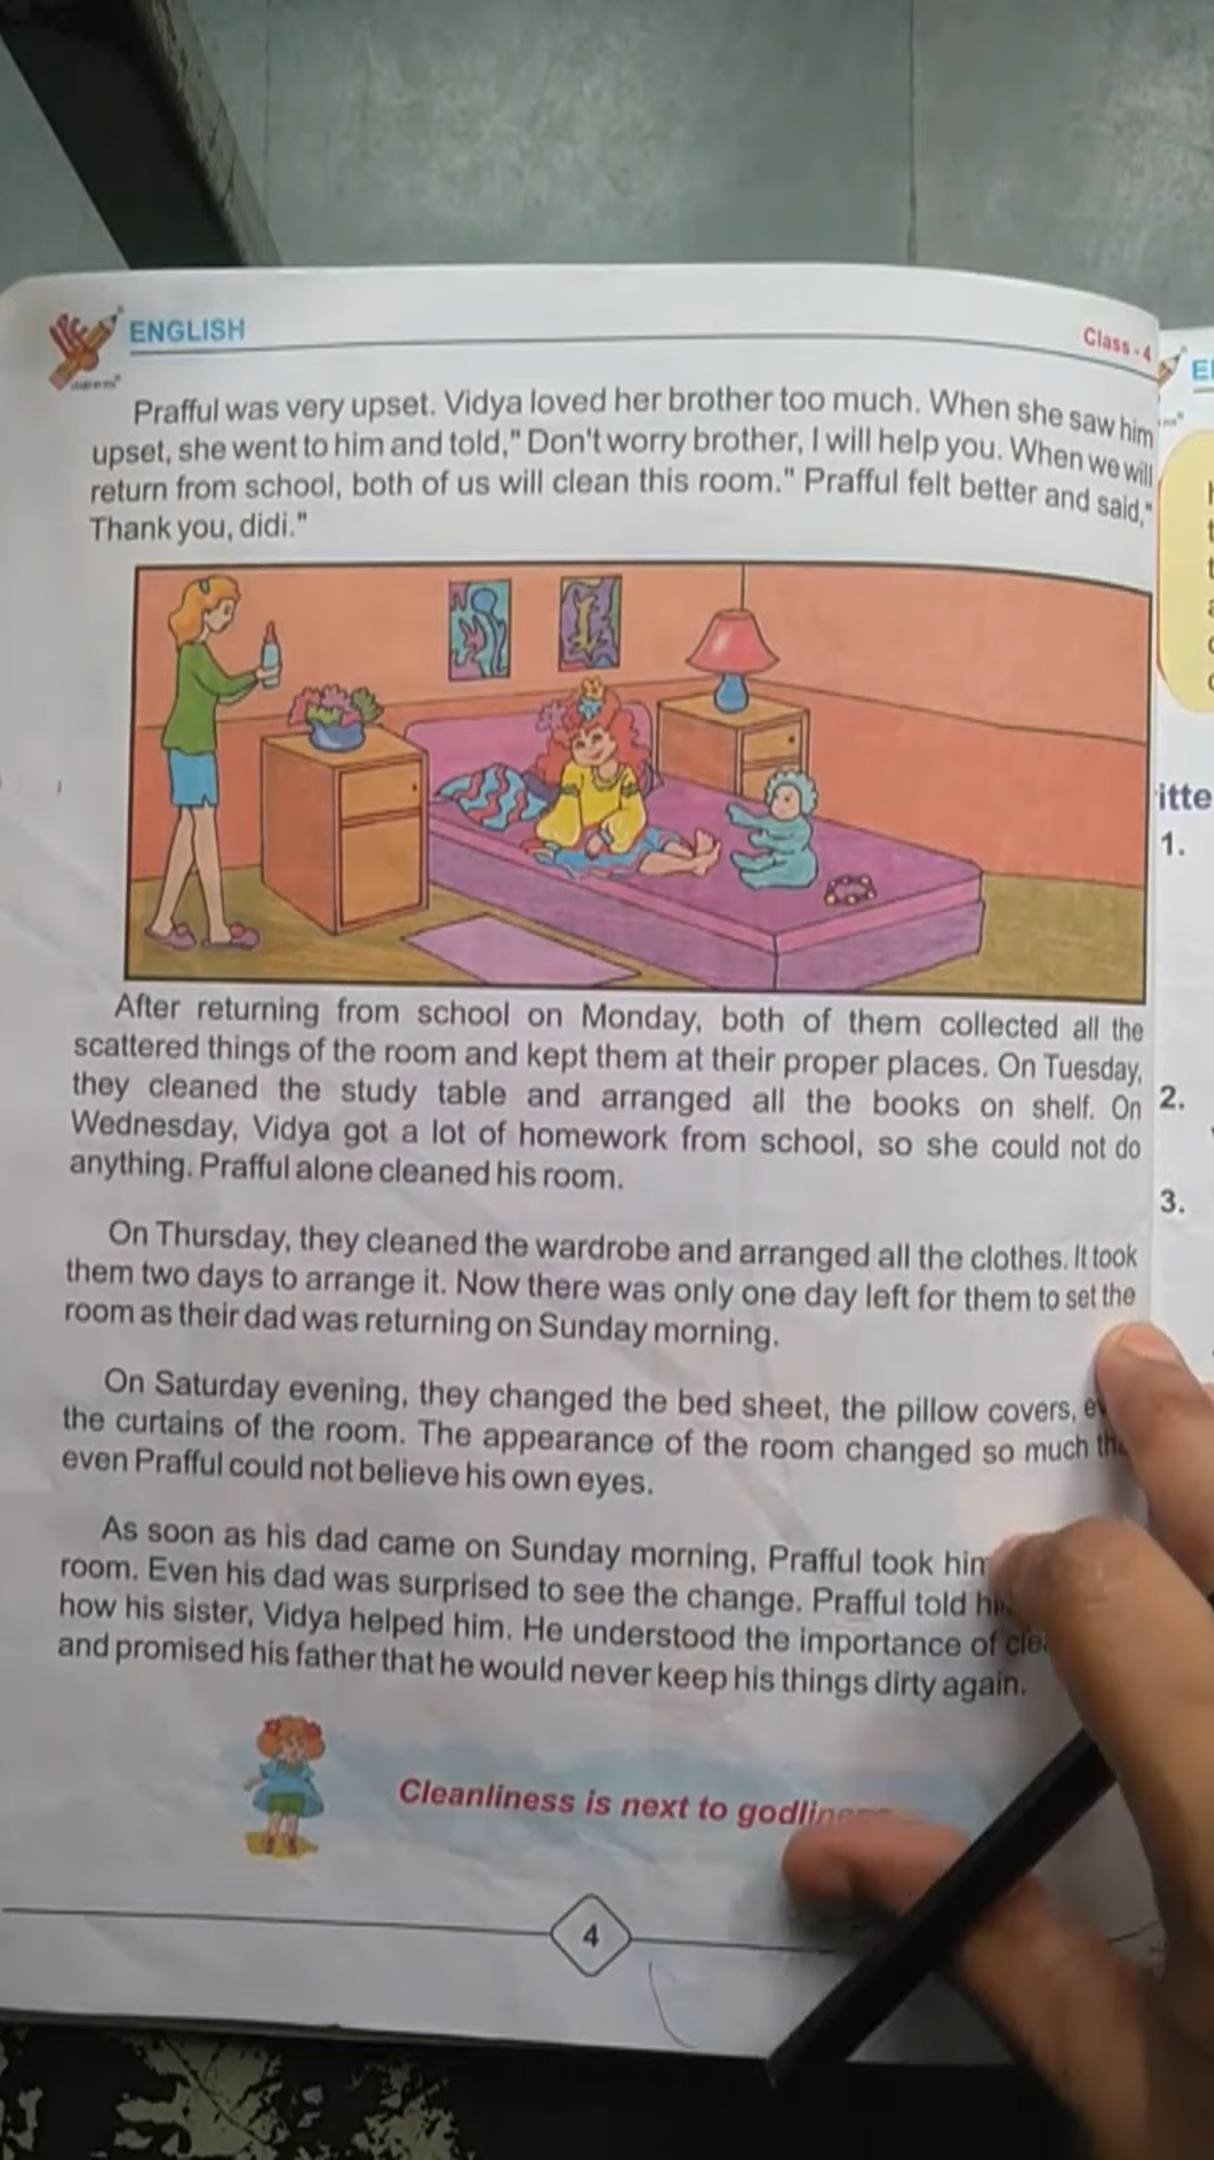 ENGLISH
Class - 4
Prafful was very upset. Vidya loved her brother too much. When she saw him
upset, she went to him and told," Don't worry brother, I will help you. When we will
return from school, both of us will clean this room." Prafful felt better and said,"
Thank you, didi."
After returning from school on Monday, both of them collected all the
scattered things of the room and kept them at their proper places. On Tuesday,
they cleaned the study table and arranged all the books on shelf. On
Wednesday, Vidya got a lot of homework from school, so she could not do
anything. Prafful alone cleaned his room.
On Thursday, they cleaned the wardrobe and arranged all the clothes. It took
them two days to arrange it. Now there was only one day left for them to set the
room as their dad was returning on Sunday morning.
On Saturday evening, they changed the bed sheet, the pillow covers,
the curtains of the room. The appearance of the room changed so much
even Prafful could not believe his own eyes.
As soon as his dad came on Sunday morning, Prafful took
room. Even his dad was surprised to see the change. Prafful told
how his sister, Vidya helped him. He understood the importance of
and promised his father that he would never keep his things dirty again.
Cleanliness is next to
4
1.
2.
3.